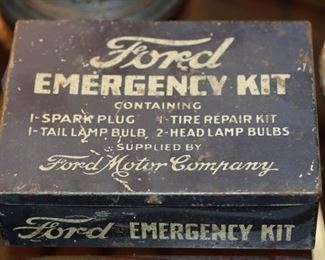 Ford
EMERGENCY KIT
CONTAINING
1-SPARK PLUG 1-TIRE REPAIR KIT
1-TAIL LAMP BULB 2-HEAD LAMP BULBS
SUPPLIED BY
Ford Motor Company
Ford EMERGENCY KIT